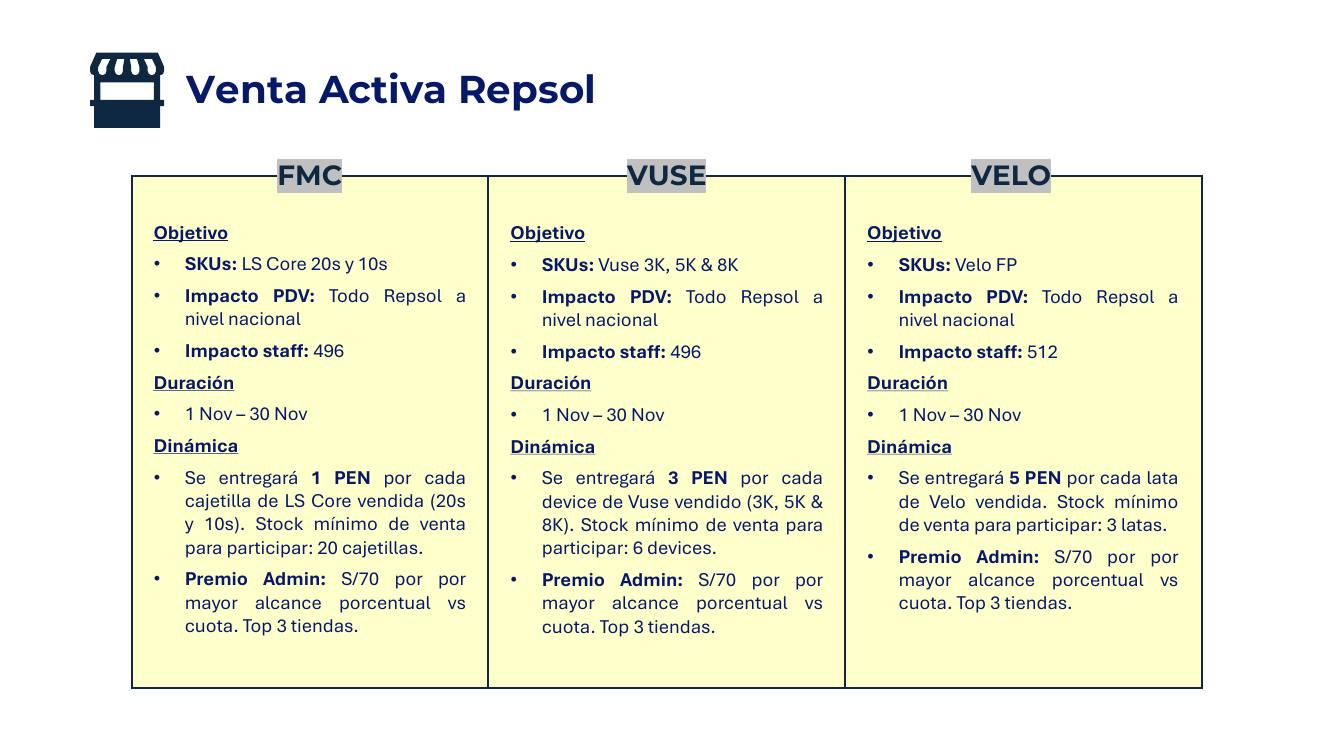 Venta Activa Repsol
FMC
Objetivo
• SKUs: LS Core 20s y 10s
• Impacto PDV: Todo Repsol a
nivel nacional
• Impacto staff: 496
Duración
• 1 Nov – 30 Nov
Dinámica
• Se entregará 1 PEN por cada
cajetilla de LS Core vendida (20s
y 10s). Stock mínimo de venta
para participar: 20 cajetillas.
• Premio Admin: S/70 por por
mayor alcance porcentual vs
cuota. Top 3 tiendas.
VUSE
Objetivo
• SKUs: Vuse 3K, 5K & 8K
• Impacto PDV: Todo Repsol a
nivel nacional
• Impacto staff: 496
Duración
• 1 Nov – 30 Nov
Dinámica
• Se entregará 3 PEN por cada
device de Vuse vendido (3K, 5K &
8K). Stock mínimo de venta para
participar: 6 devices.
• Premio Admin: S/70 por por
mayor alcance porcentual vs
cuota. Top 3 tiendas.
VELO
Objetivo
• SKUs: Velo FP
• Impacto PDV: Todo Repsol a
nivel nacional
• Impacto staff: 512
Duración
• 1 Nov – 30 Nov
Dinámica
• Se entregará 5 PEN por cada lata
de Velo vendida. Stock mínimo
de venta para participar: 3 latas.
• Premio Admin: S/70 por por
mayor alcance porcentual vs
cuota. Top 3 tiendas.